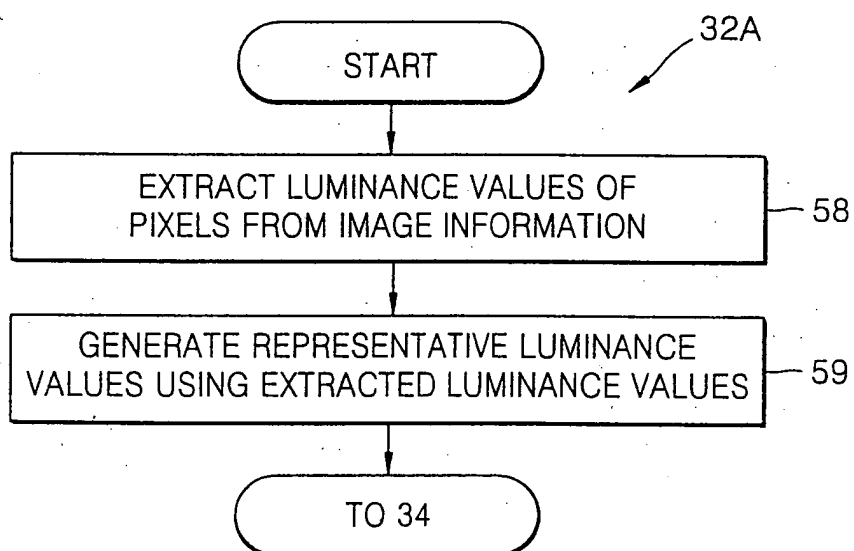 32A
START
EXTRACT LUMINANCE VALUES OF
PIXELS FROM IMAGE INFORMATION
58
GENERATE REPRESENTATIVE LUMINANCE
VALUES USING EXTRACTED LUMINANCE VALUES
59
TO 34